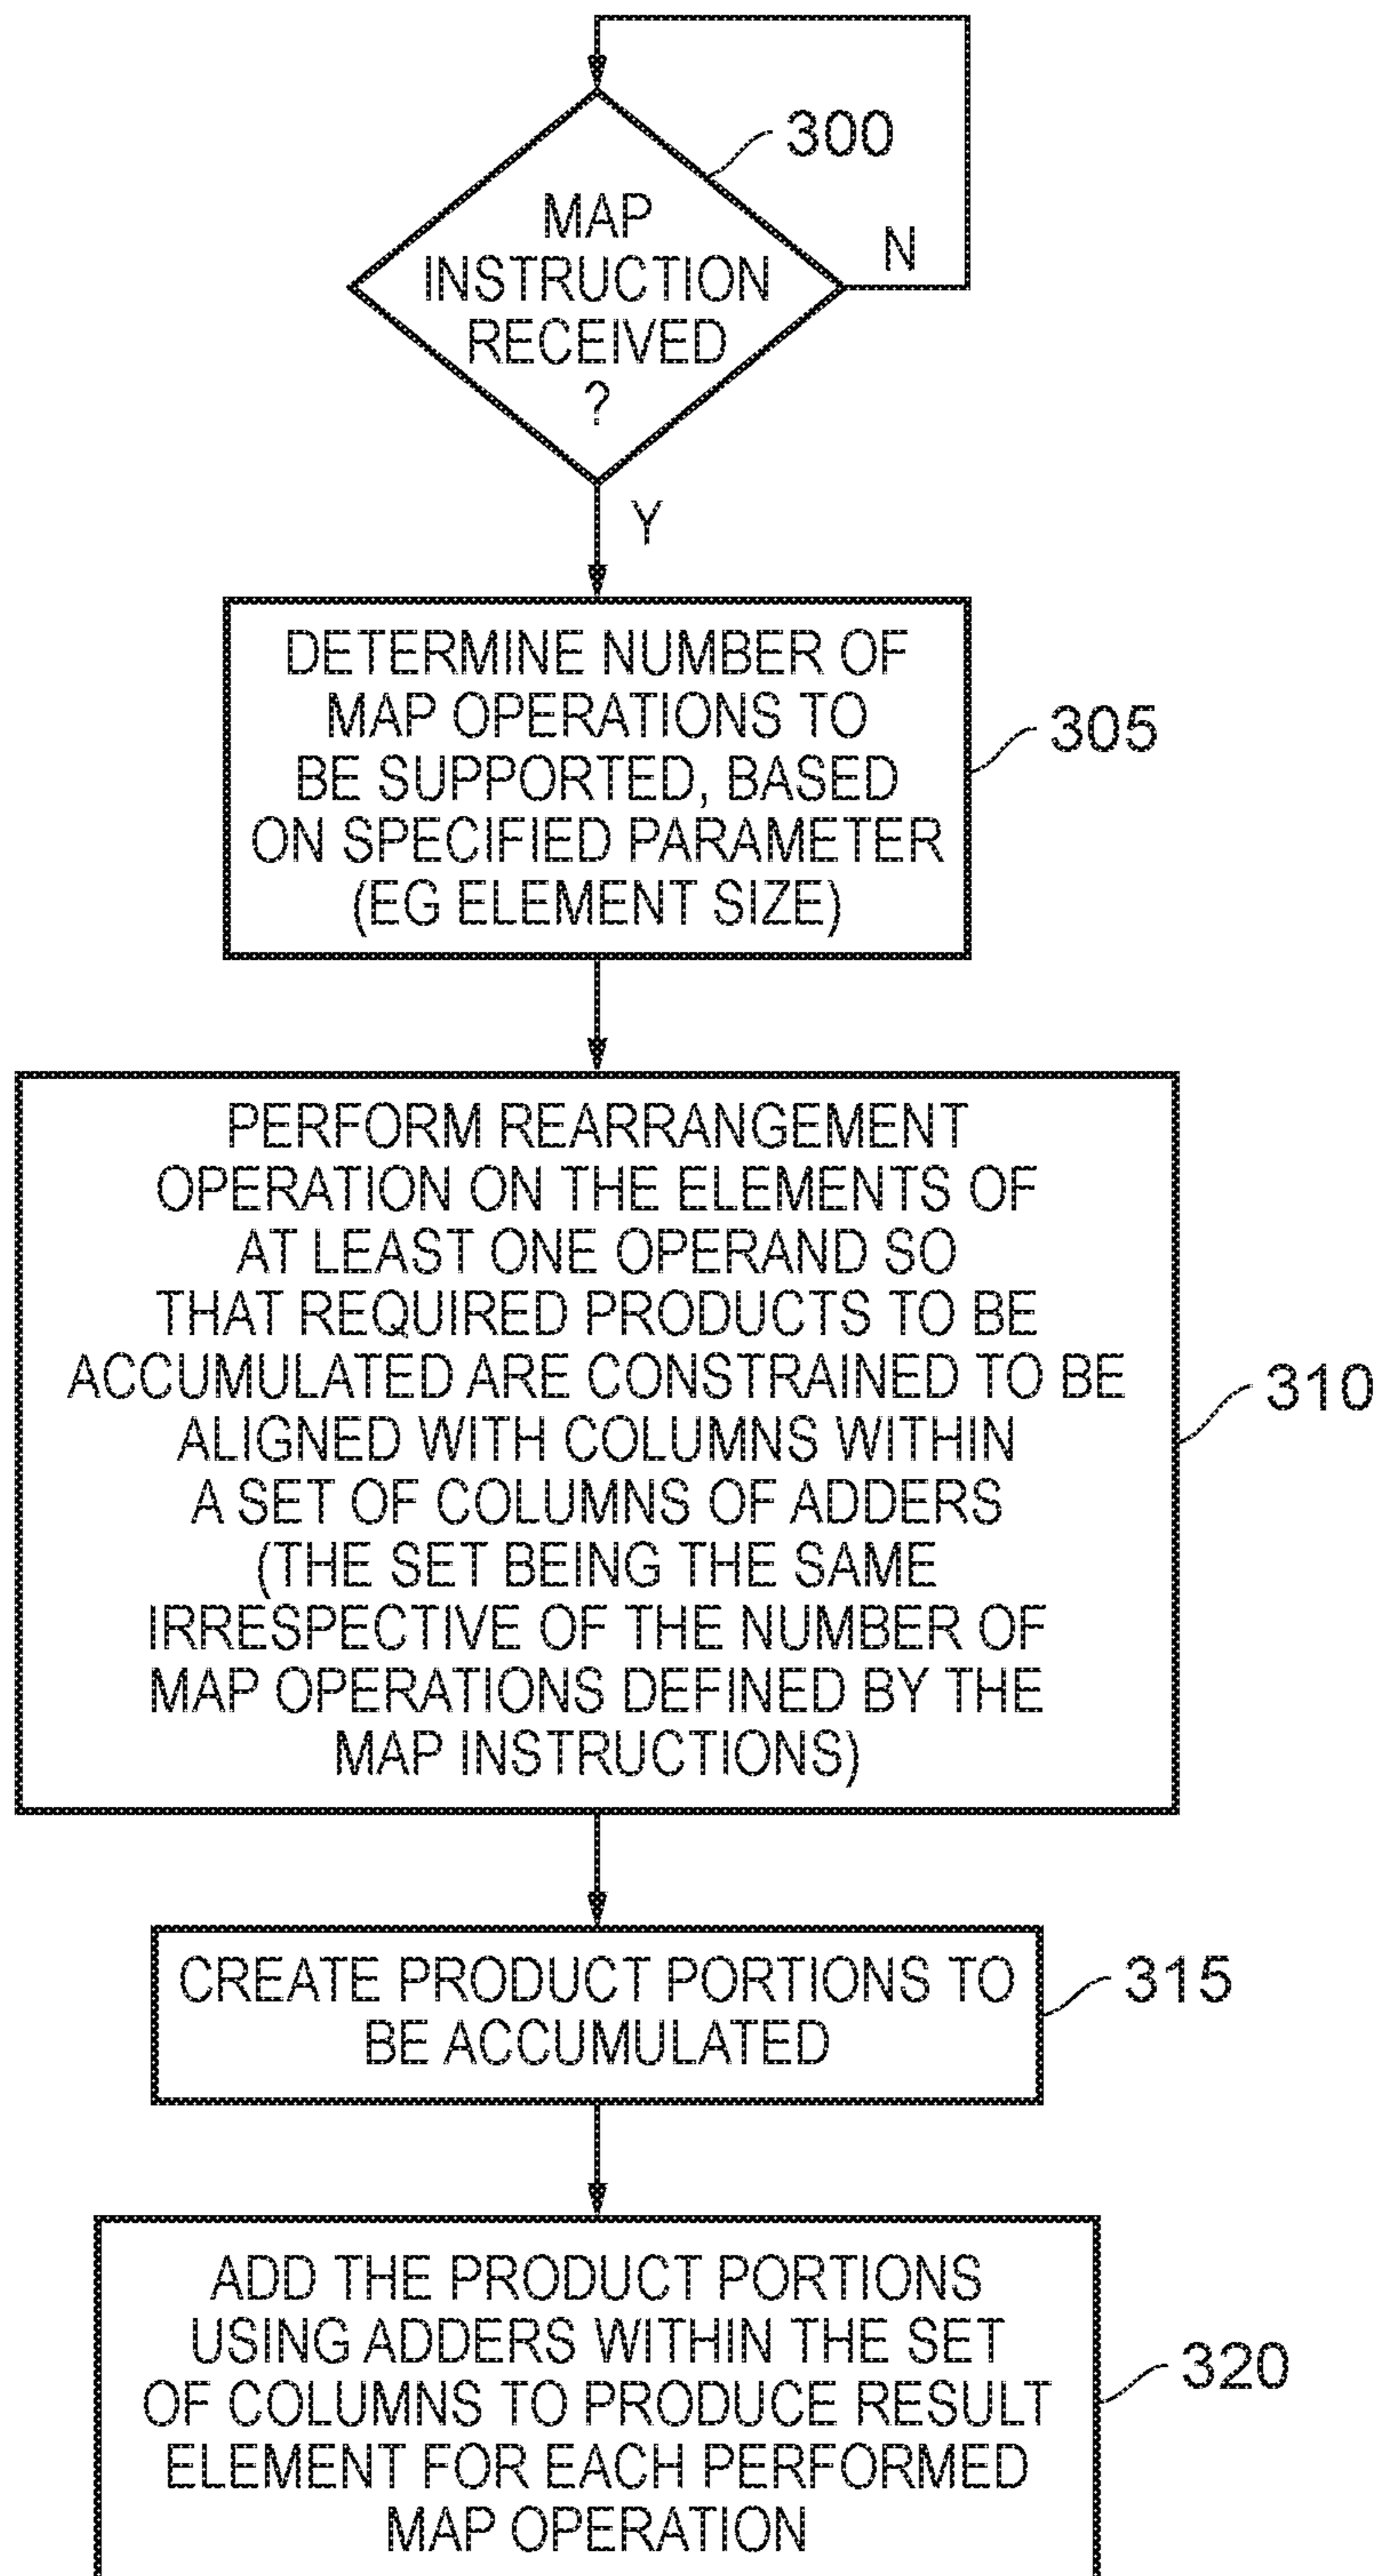 300
MAP
INSTRUCTION
RECEIVED
?
N
Y
DETERMINE NUMBER OF
MAP OPERATIONS TO
BE SUPPORTED, BASED
ON SPECIFIED PARAMETER
(EG ELEMENT SIZE)
305
PERFORM REARRANGEMENT
OPERATION ON THE ELEMENTS OF
AT LEAST ONE OPERAND SO
THAT REQUIRED PRODUCTS TO BE
ACCUMULATED ARE CONSTRAINED TO BE
ALIGNED WITH COLUMNS WITHIN
A SET OF COLUMNS OF ADDERS
(THE SET BEING THE SAME
IRRESPECTIVE OF THE NUMBER OF
MAP OPERATIONS DEFINED BY THE
MAP INSTRUCTIONS)
310
CREATE PRODUCT PORTIONS TO
BE ACCUMULATED
315
ADD THE PRODUCT PORTIONS
USING ADDERS WITHIN THE SET
OF COLUMNS TO PRODUCE RESULT
ELEMENT FOR EACH PERFORMED
MAP OPERATION
320